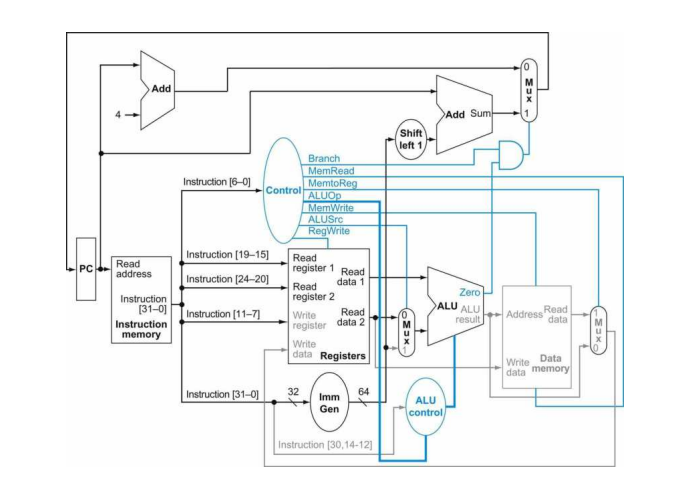 Add
4
0
M
u
x
1
Add Sum
Shift
left 1
Branch
MemRead
MemtoReg
ALUOp
MemWrite
ALUSrc
RegWrite
Control
Instruction [6–0]
PC
Read
address
Instruction
[31–0]
Instruction
memory
Instruction [19–15]
Instruction [24–20]
Instruction [11–7]
Read
register 1
Read
data 1
Read
register 2
Write
register
Read
data 2
Write
data
Registers
0
M
u
x
1
Zero
ALU
ALU
result
Address
Read
data
Write
data
Data
memory
1
M
u
x
0
Instruction [31–0]
32
Imm
Gen
64
ALU
control
Instruction [30,14-12]